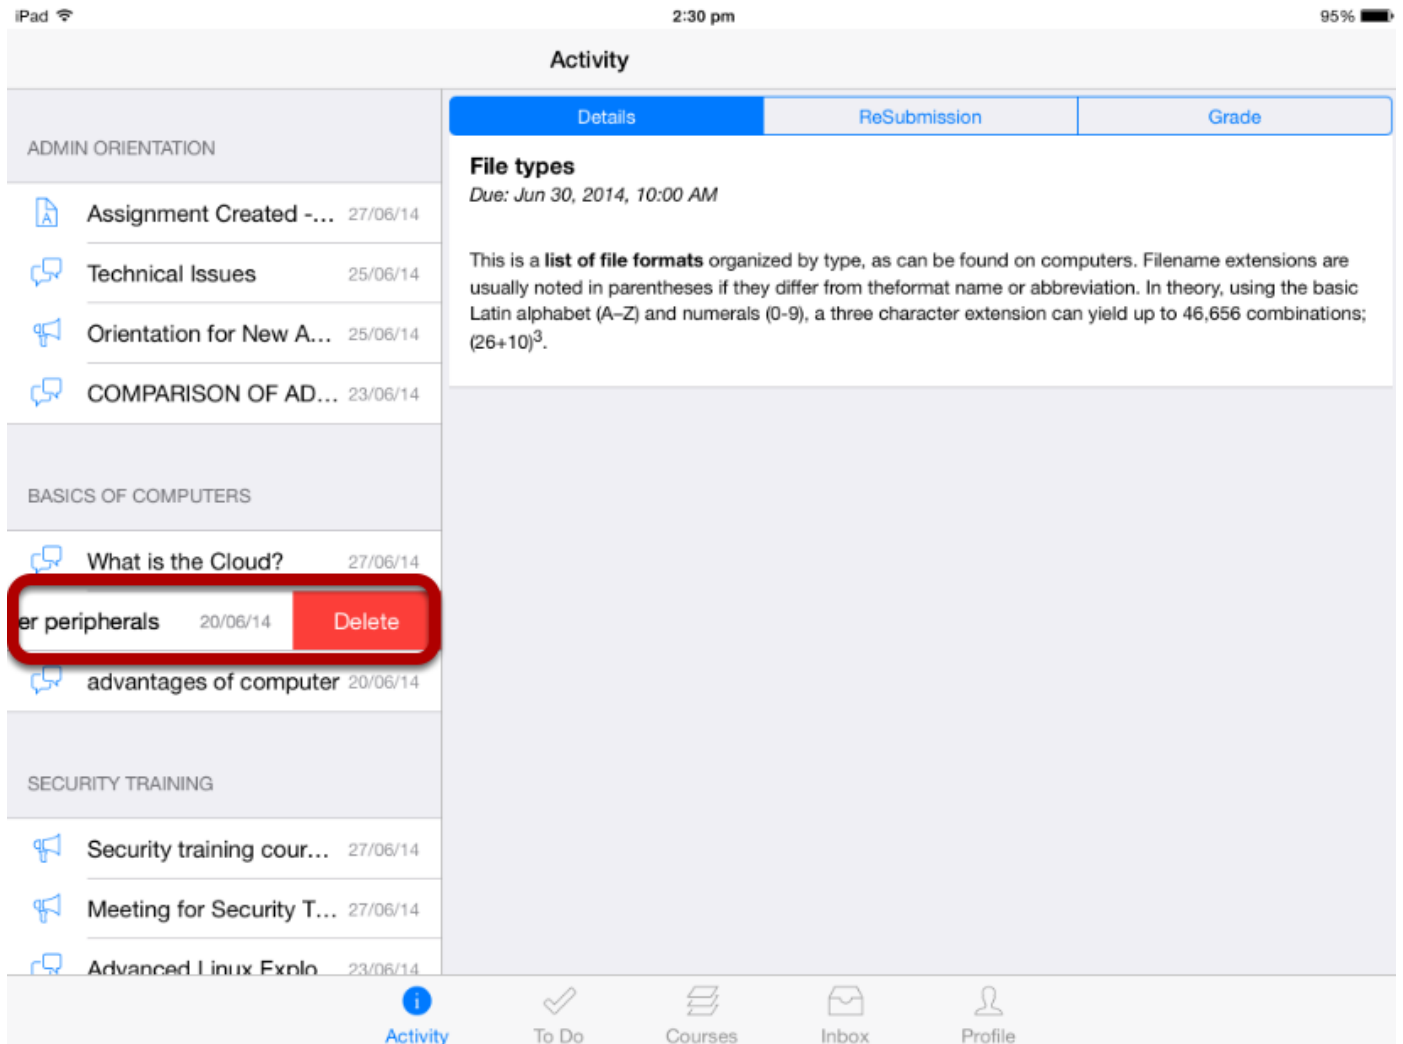 iPad
2:30 pm
95%
Activity
ADMIN ORIENTATION
Assignment Created -... 27/06/14
Technical Issues 25/06/14
Orientation for New A... 25/06/14
COMPARISON OF AD... 23/06/14
BASICS OF COMPUTERS
What is the Cloud? 27/06/14
er peripherals 20/06/14 Delete
advantages of computer 20/06/14
SECURITY TRAINING
Security training cour... 27/06/14
Meeting for Security T... 27/06/14
Advanced Linux Explo 23/06/14
Details ReSubmission Grade
File types
Due: Jun 30, 2014, 10:00 AM
This is a list of file formats organized by type, as can be found on computers. Filename extensions are
usually noted in parentheses if they differ from theformat name or abbreviation. In theory, using the basic
Latin alphabet (A–Z) and numerals (0-9), a three character extension can yield up to 46,656 combinations;
(26+10)³.
Activity To Do Courses Inbox Profile